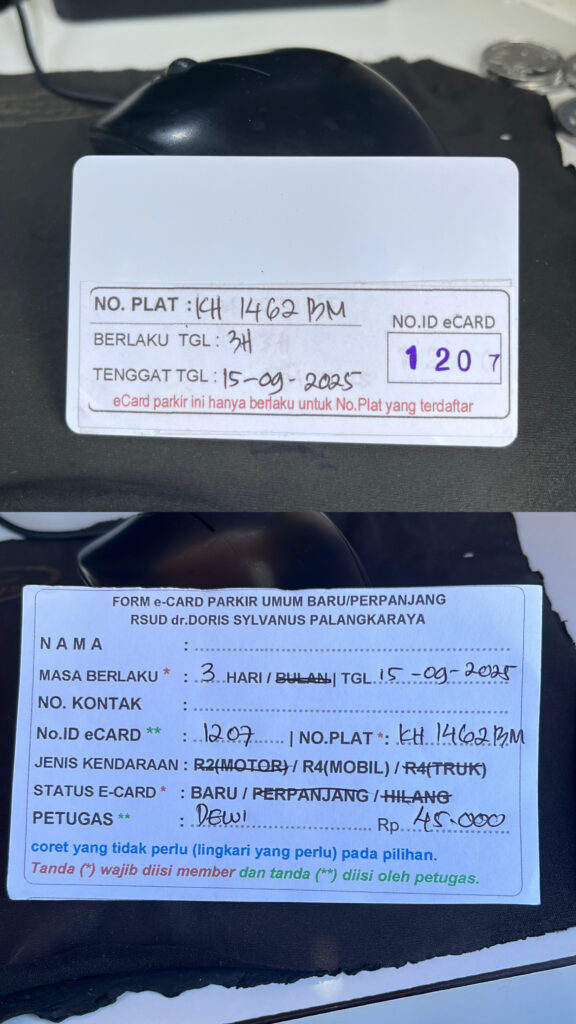 NO. PLAT : KH 1462 BM
BERLAKU TGL : 3H
TENGGAT TGL : 15-09-2025
NO.ID eCARD
1207
eCard parkir ini hanya berlaku untuk No.Plat yang terdaftar
FORM e-CARD PARKIR UMUM BARU/PERPANJANG
RSUD dr.DORIS SYLVANUS PALANGKARAYA
N A M A :
MASA BERLAKU * : 3 HARI / BULAN | TGL 15-09-2025
NO. KONTAK :
No.ID eCARD ** : 1207 | NO.PLAT *: KH 1462 BM
JENIS KENDARAAN : R2(MOTOR) / R4(MOBIL) / R4(TRUK)
STATUS E-CARD * : BARU / PERPANJANG / HILANG
PETUGAS ** : DEWI Rp. 45.000
coret yang tidak perlu (lingkari yang perlu) pada pilihan.
Tanda (*) wajib diisi member dan tanda (**) diisi oleh petugas.